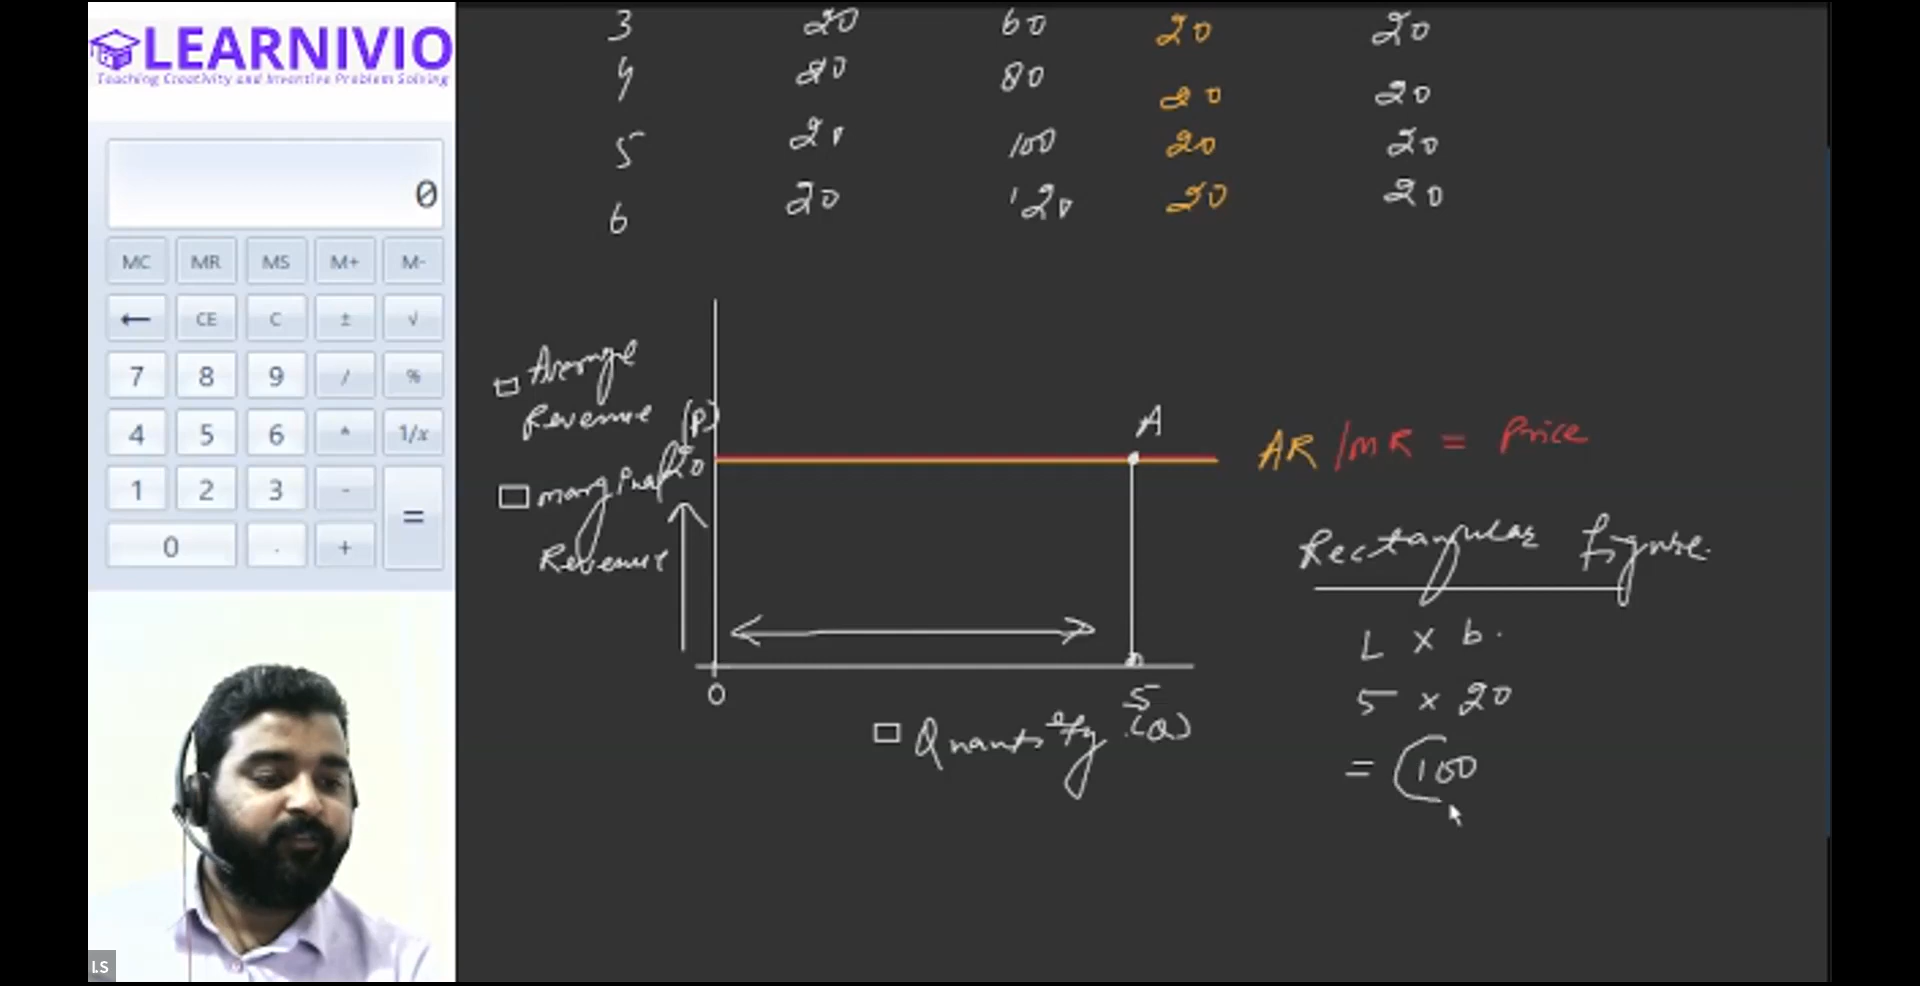 LEARNIVIO
Teaching Creativity and Inventive Problem Solving
0
MC MR MS M+ M-
← CE C ± √
7 8 9 / %
4 5 6 * 1/x
1 2 3 - =
0 . +
3 20 60 20 20
4 20 80 20 20
5 20 100 20 20
6 20 120 20 20
Average
Revenue (P)
20
marginal
Revenue
A
AR /MR = Price
0
5
Quantity (Q)
Rectangular figure.
L x b.
5 x 20
= 100
I.S